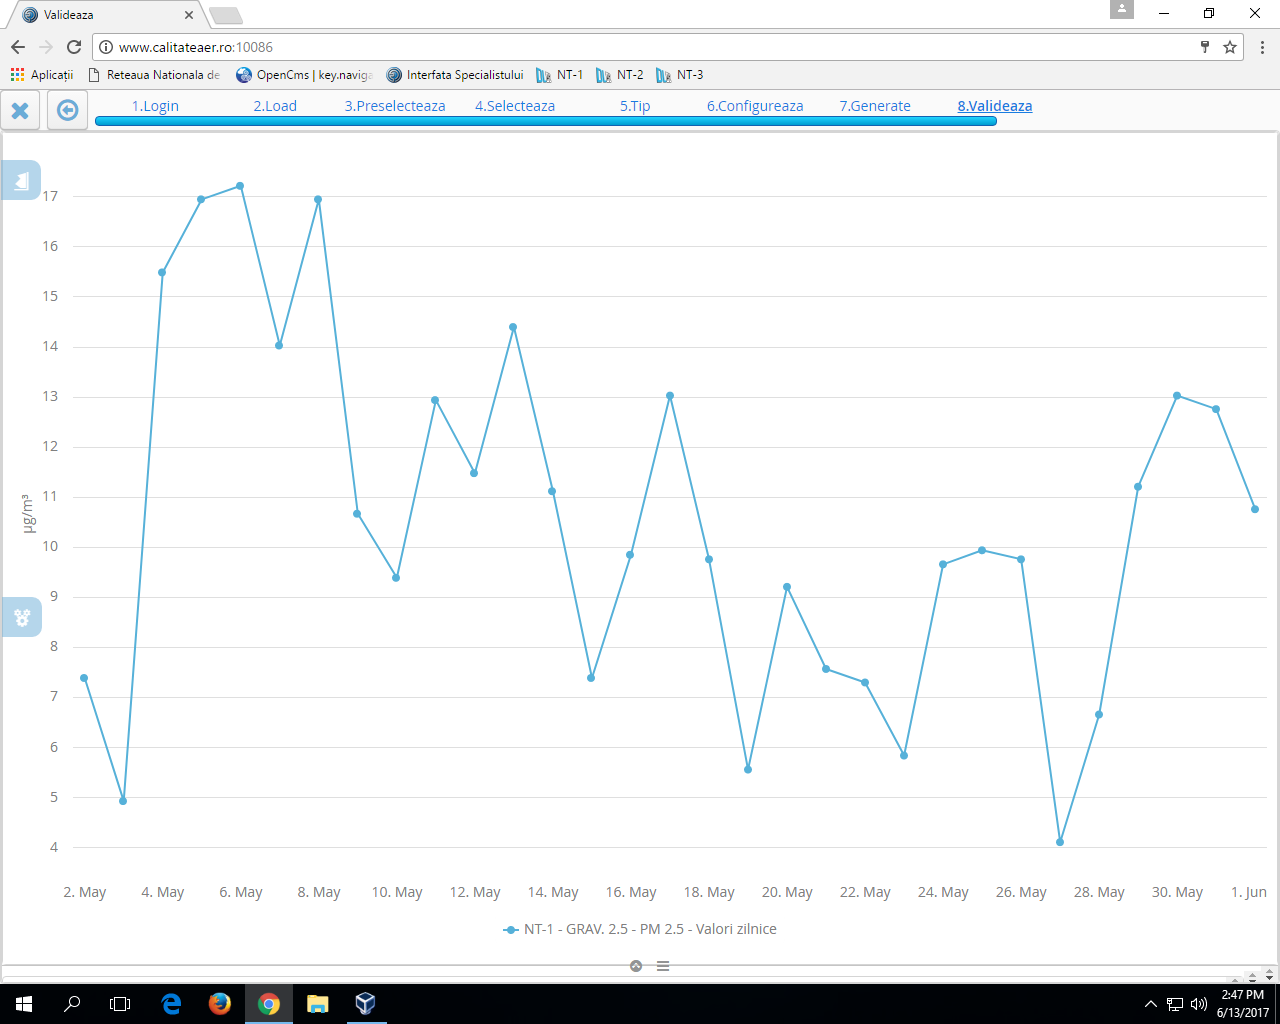 Valideaza
www.calitateaer.ro:10086
Aplicații Reteaua Nationala de OpenCms | key.naviga Interfata Specialistului NT-1 NT-2 NT-3
1.Login 2.Load 3.Preselecteaza 4.Selecteaza 5.Tip 6.Configureaza 7.Generate 8.Valideaza
17
16
15
14
13
12
11
10
9
8
7
6
5
4
µg/m³
2. May 4. May 6. May 8. May 10. May 12. May 14. May 16. May 18. May 20. May 22. May 24. May 26. May 28. May 30. May 1. Jun
NT-1 - GRAV. 2.5 - PM 2.5 - Valori zilnice
2:47 PM
6/13/2017